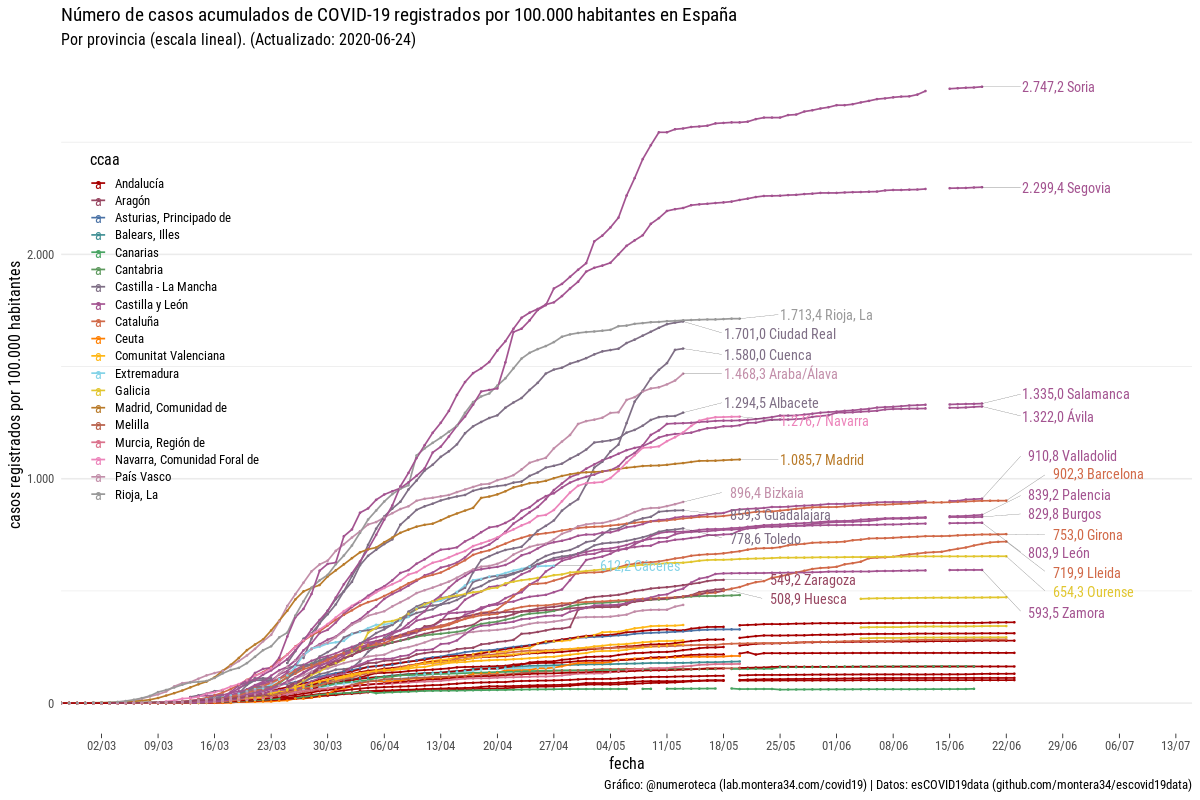 Número de casos acumulados de COVID-19 registrados por 100.000 habitantes en España
Por provincia (escala lineal). (Actualizado: 2020-06-24)
casos registrados por 100.000 habitantes
2.000
1.000
0
ccaa
Andalucía
Aragón
Asturias, Principado de
Balears, Illes
Canarias
Cantabria
Castilla - La Mancha
Castilla y León
Cataluña
Ceuta
Comunitat Valenciana
Extremadura
Galicia
Madrid, Comunidad de
Melilla
Murcia, Región de
Navarra, Comunidad Foral de
País Vasco
Rioja, La
2.747,2 Soria
2.299,4 Segovia
1.713,4 Rioja, La
1.701,0 Ciudad Real
1.580,0 Cuenca
1.468,3 Araba/Álava
1.294,5 Albacete
1.276,7 Navarra
1.335,0 Salamanca
1.322,0 Ávila
1.085,7 Madrid
910,8 Valladolid
902,3 Barcelona
896,4 Bizkaia
839,2 Palencia
859,3 Guadalajara
829,8 Burgos
778,6 Toledo
753,0 Girona
803,9 León
612,2 Cáceres
719,9 Lleida
549,2 Zaragoza
654,3 Ourense
508,9 Huesca
593,5 Zamora
02/03
09/03
16/03
23/03
30/03
06/04
13/04
20/04
27/04
04/05
11/05
18/05
25/05
01/06
08/06
15/06
22/06
29/06
06/07
13/07
fecha
Gráfico: @numeroteca (lab.montera34.com/covid19) | Datos: esCOVID19data (github.com/montera34/escovid19data)